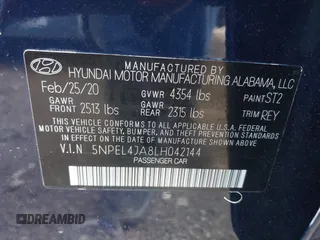 MANUFACTURED BY
HYUNDAI MOTOR MANUFACTURING ALABAMA, LLC
Feb/25/20 GVWR 4354 lbs PAINT ST2
GAWR FRONT 2513 lbs GAWR REAR 2315 lbs TRIM REY
THIS VEHICLE CONFORMS TO ALL APPLICABLE FEDERAL
MOTOR VEHICLE SAFETY, BUMPER, AND THEFT PREVENTION
STANDARDS IN EFFECT ON THE DATE OF MANUFACTURE SHOWN ABOVE.
V.I.N 5NPEL4JA8LH042144
PASSENGER CAR
DREAMBID